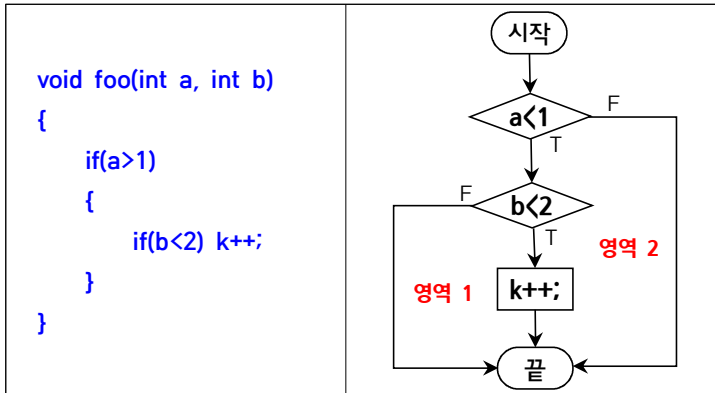 void foo(int a, int b)
{
if(a>1)
{
if(b<2) k++;
}
}
시작
a<1
F
T
b<2
F
T
영역 1
영역 2
k++;
끝